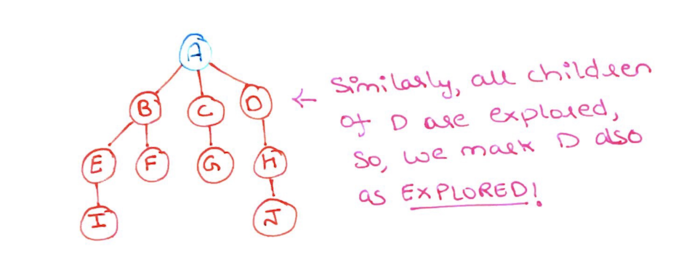 A
B C D
E F G H
I J
← Similarly, all children
of D are explored,
So, we mark D also
as EXPLORED!